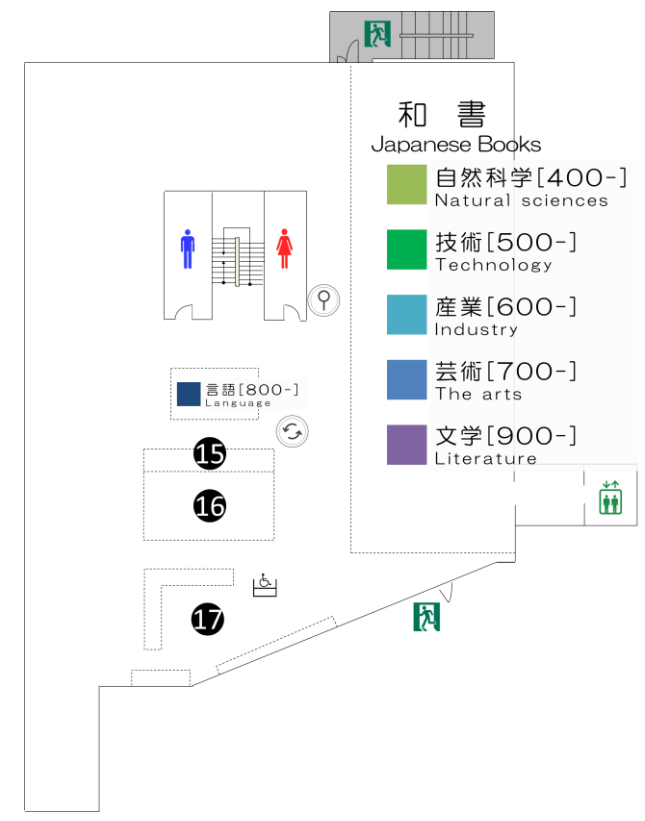 和 書
Japanese Books
自然科学[400-]
Natural sciences
技術[500-]
Technology
産業[600-]
Industry
芸術[700-]
The arts
文学[900-]
Literature
言語[800-]
Language
15
16
17